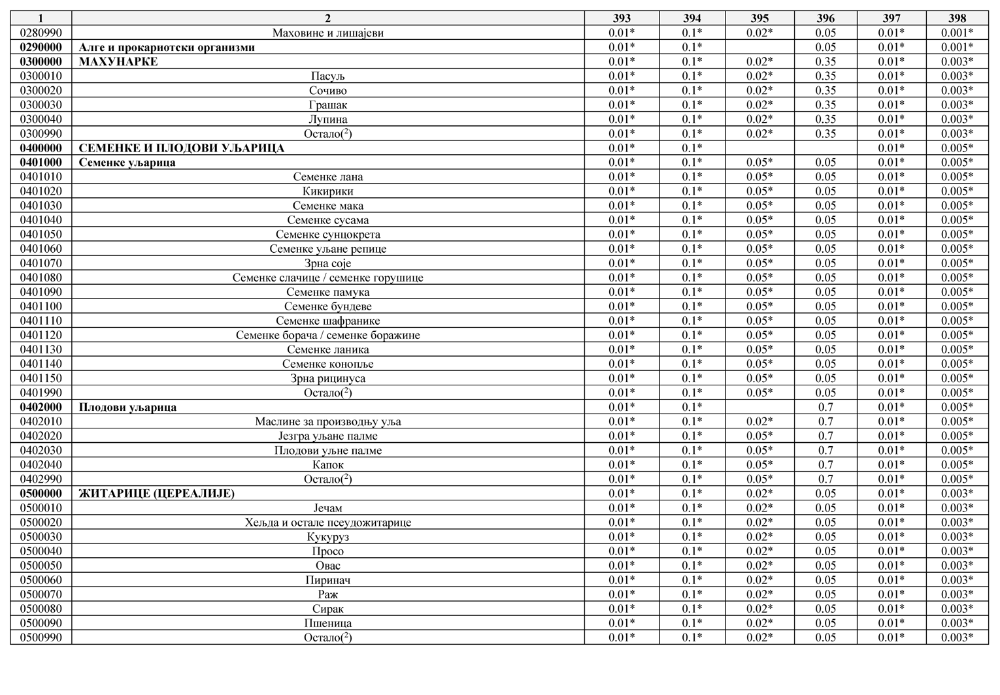 1 2 393 394 395 396 397 398
0280990 Маховине и лишајеви 0.01* 0.1* 0.02* 0.05 0.01* 0.001*
0290000 Алге и прокариотски организми 0.01* 0.1* 0.05 0.01* 0.001*
0300000 МАХУНАРКЕ 0.01* 0.1* 0.02* 0.35 0.01* 0.003*
0300010 Пасуљ 0.01* 0.1* 0.02* 0.35 0.01* 0.003*
0300020 Сочиво 0.01* 0.1* 0.02* 0.35 0.01* 0.003*
0300030 Грашак 0.01* 0.1* 0.02* 0.35 0.01* 0.003*
0300040 Лупина 0.01* 0.1* 0.02* 0.35 0.01* 0.003*
0300990 Остало(2) 0.01* 0.1* 0.02* 0.35 0.01* 0.003*
0400000 СЕМЕНКЕ И ПЛОДОВИ УЉАРИЦА 0.01* 0.1* 0.01* 0.005*
0401000 Семенке уљарица 0.01* 0.1* 0.05* 0.05 0.01* 0.005*
0401010 Семенке лана 0.01* 0.1* 0.05* 0.05 0.01* 0.005*
0401020 Кикирики 0.01* 0.1* 0.05* 0.05 0.01* 0.005*
0401030 Семенке мака 0.01* 0.1* 0.05* 0.05 0.01* 0.005*
0401040 Семенке сусама 0.01* 0.1* 0.05* 0.05 0.01* 0.005*
0401050 Семенке сунцокрета 0.01* 0.1* 0.05* 0.05 0.01* 0.005*
0401060 Семенке уљане репице 0.01* 0.1* 0.05* 0.05 0.01* 0.005*
0401070 Зрна соје 0.01* 0.1* 0.05* 0.05 0.01* 0.005*
0401080 Семенке слачице / семенке горушице 0.01* 0.1* 0.05* 0.05 0.01* 0.005*
0401090 Семенке памука 0.01* 0.1* 0.05* 0.05 0.01* 0.005*
0401100 Семенке бундеве 0.01* 0.1* 0.05* 0.05 0.01* 0.005*
0401110 Семенке шафранике 0.01* 0.1* 0.05* 0.05 0.01* 0.005*
0401120 Семенке борача / семенке боражине 0.01* 0.1* 0.05* 0.05 0.01* 0.005*
0401130 Семенке ланика 0.01* 0.1* 0.05* 0.05 0.01* 0.005*
0401140 Семенке конопље 0.01* 0.1* 0.05* 0.05 0.01* 0.005*
0401150 Зрна рицинуса 0.01* 0.1* 0.05* 0.05 0.01* 0.005*
0401990 Остало(2) 0.01* 0.1* 0.05* 0.05 0.01* 0.005*
0402000 Плодови уљарица 0.01* 0.1* 0.7 0.01* 0.005*
0402010 Маслине за производњу уља 0.01* 0.1* 0.02* 0.7 0.01* 0.005*
0402020 Језгра уљане палме 0.01* 0.1* 0.05* 0.7 0.01* 0.005*
0402030 Плодови уљне палме 0.01* 0.1* 0.05* 0.7 0.01* 0.005*
0402040 Капок 0.01* 0.1* 0.05* 0.7 0.01* 0.005*
0402990 Остало(2) 0.01* 0.1* 0.05* 0.7 0.01* 0.005*
0500000 ЖИТАРИЦЕ (ЦЕРЕАЛИЈЕ) 0.01* 0.1* 0.02* 0.05 0.01* 0.003*
0500010 Јечам 0.01* 0.1* 0.02* 0.05 0.01* 0.003*
0500020 Хељда и остале псеудожитарице 0.01* 0.1* 0.02* 0.05 0.01* 0.003*
0500030 Кукуруз 0.01* 0.1* 0.02* 0.05 0.01* 0.003*
0500040 Просо 0.01* 0.1* 0.02* 0.05 0.01* 0.003*
0500050 Овас 0.01* 0.1* 0.02* 0.05 0.01* 0.003*
0500060 Пиринач 0.01* 0.1* 0.02* 0.05 0.01* 0.003*
0500070 Раж 0.01* 0.1* 0.02* 0.05 0.01* 0.003*
0500080 Сирак 0.01* 0.1* 0.02* 0.05 0.01* 0.003*
0500090 Пшеница 0.01* 0.1* 0.02* 0.05 0.01* 0.003*
0500990 Остало(2) 0.01* 0.1* 0.02* 0.05 0.01* 0.003*